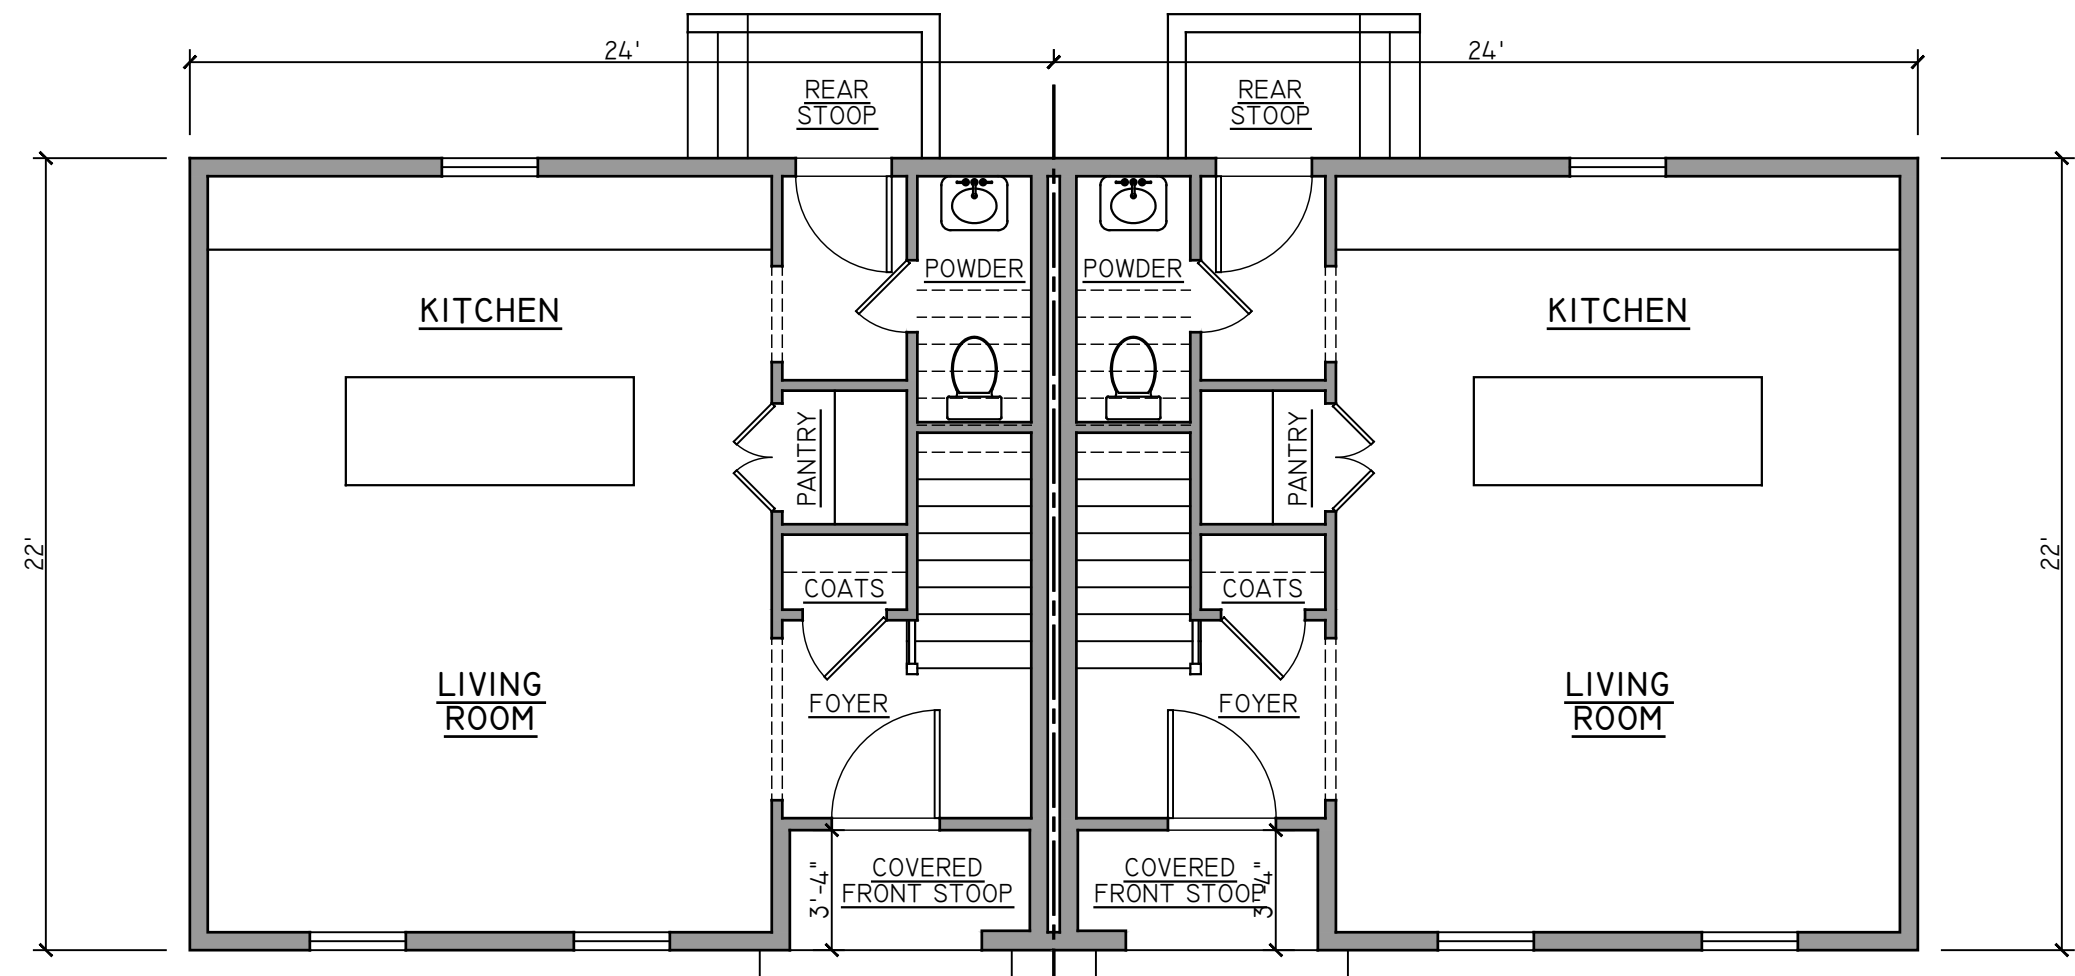 24'
24'
REAR
STOOP
REAR
STOOP
POWDER
POWDER
KITCHEN
KITCHEN
PANTRY
PANTRY
22'
22'
COATS
COATS
LIVING
ROOM
FOYER
FOYER
LIVING
ROOM
3'-4"
COVERED
FRONT STOOP
COVERED
FRONT STOOP
3'-4"